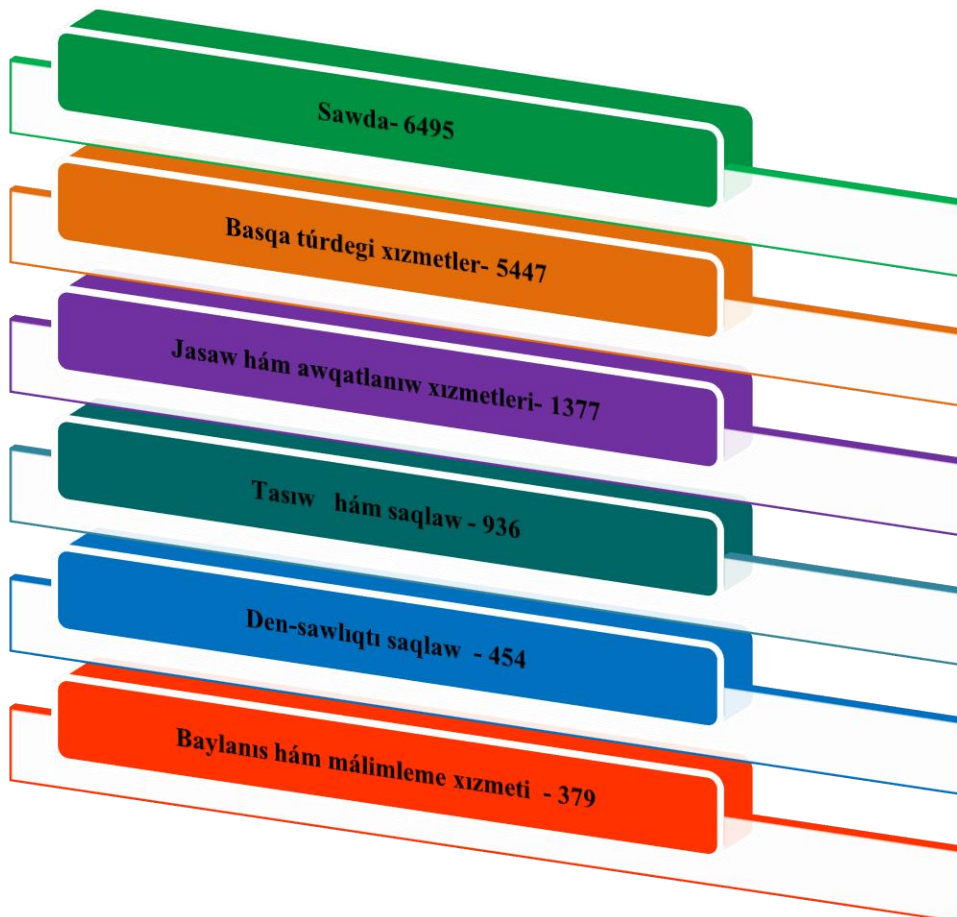 Sawda- 6495
Basqa túrdegi xızmetler- 5447
Jasaw hám awqatlanıw xızmetleri- 1377
Tasıw hám saqlaw - 936
Den-sawlıqtı saqlaw - 454
Baylanıs hám málimleme xızmeti - 379